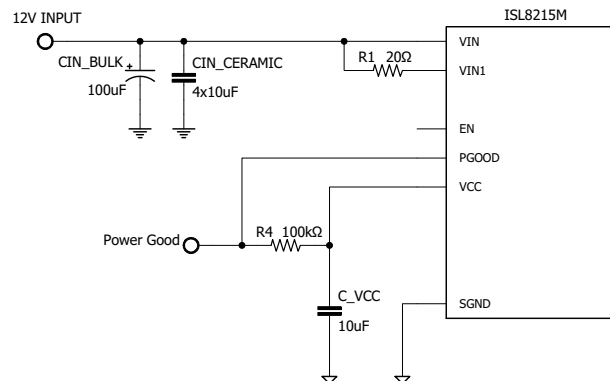 ISL8215M
12V INPUT
VIN
CIN_BULK
+
100uF
CIN_CERAMIC
4x10uF
R1 20Ω
VIN1
EN
PGOOD
VCC
Power Good
R4 100kΩ
C_VCC
10uF
SGND